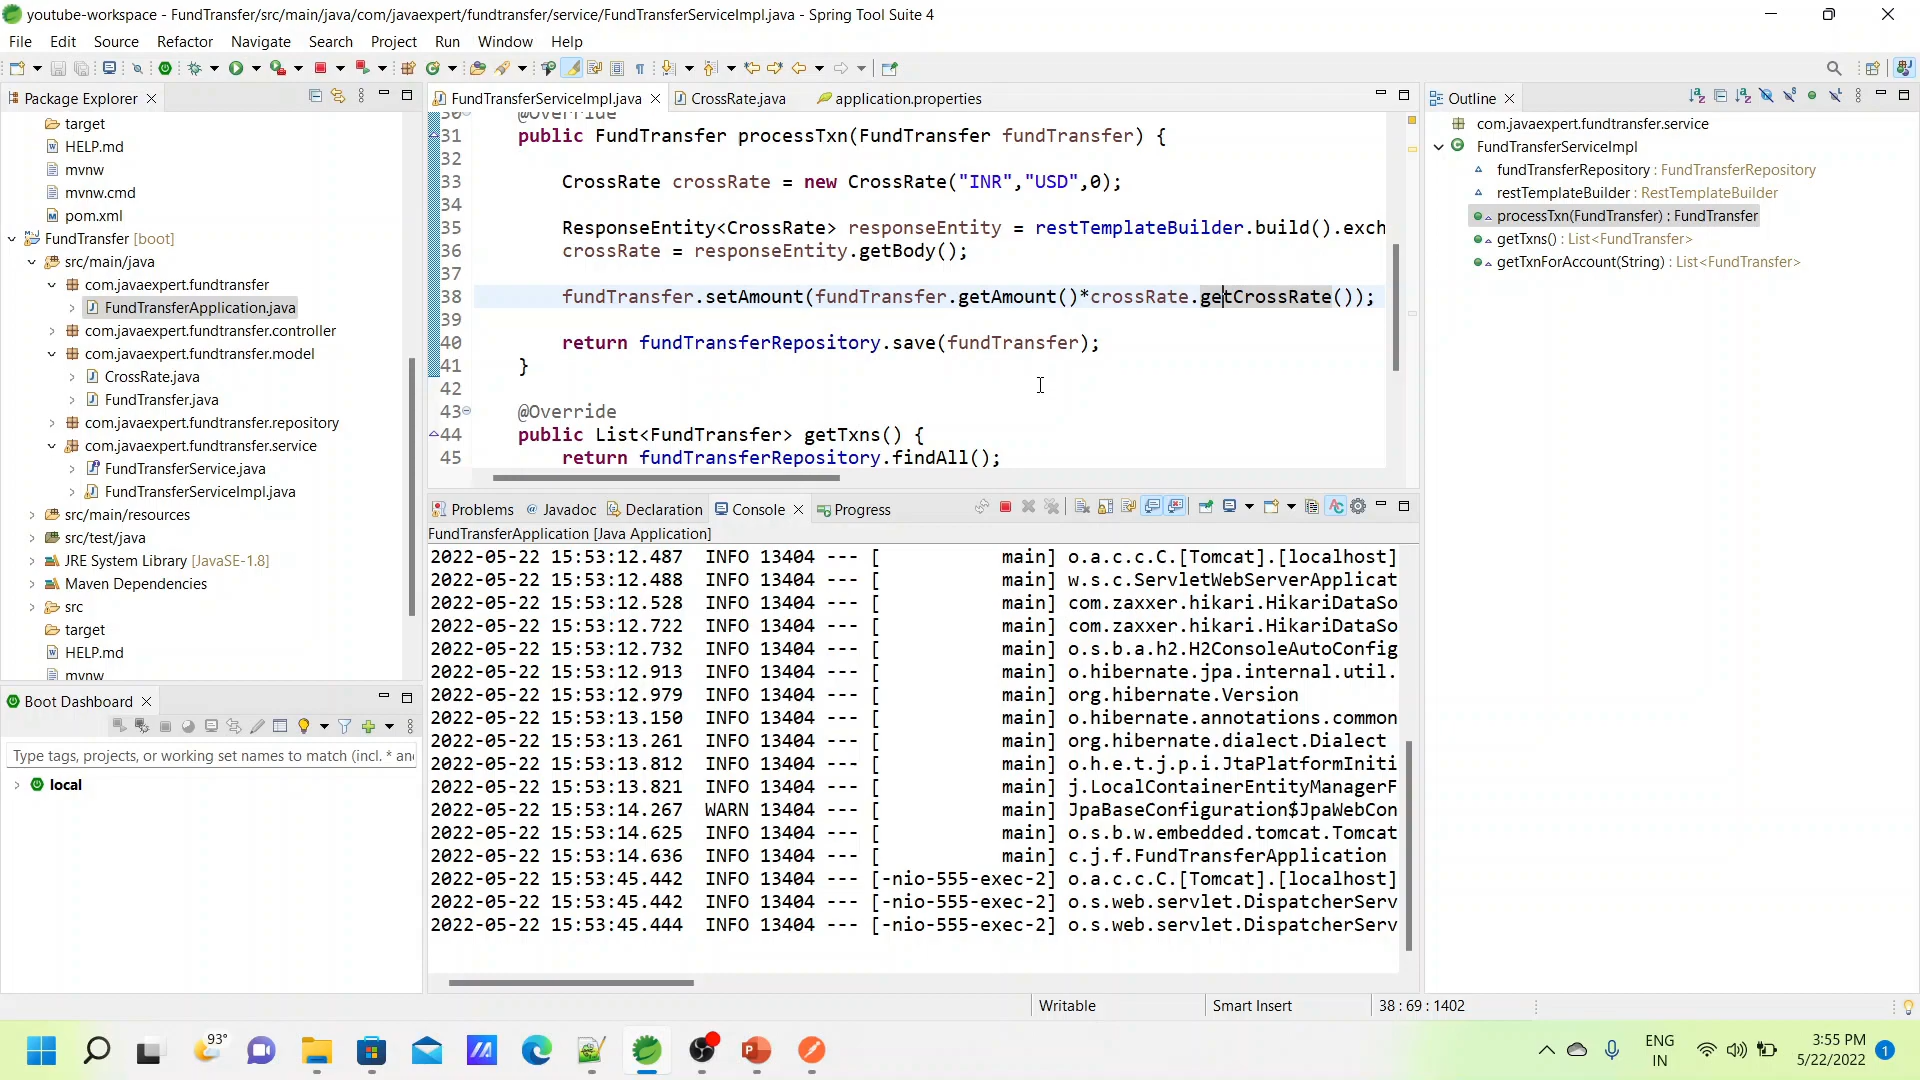 youtube-workspace - FundTransfer/src/main/java/com/javaexpert/fundtransfer/service/FundTransferServiceImpl.java - Spring Tool Suite 4
File Edit Source Refactor Navigate Search Project Run Window Help
Package Explorer
target
HELP.md
mvnw
mvnw.cmd
pom.xml
FundTransfer [boot]
src/main/java
com.javaexpert.fundtransfer
FundTransferApplication.java
com.javaexpert.fundtransfer.controller
com.javaexpert.fundtransfer.model
CrossRate.java
FundTransfer.java
com.javaexpert.fundtransfer.repository
com.javaexpert.fundtransfer.service
FundTransferService.java
FundTransferServiceImpl.java
src/main/resources
src/test/java
JRE System Library [JavaSE-1.8]
Maven Dependencies
src
target
HELP.md
mvnw
Boot Dashboard
Type tags, projects, or working set names to match (incl. * an
local
FundTransferServiceImpl.java CrossRate.java application.properties
30 @Override
31 public FundTransfer processTxn(FundTransfer fundTransfer) {
32
33 CrossRate crossRate = new CrossRate("INR","USD",0);
34
35 ResponseEntity<CrossRate> responseEntity = restTemplateBuilder.build().exch
36 crossRate = responseEntity.getBody();
37
38 fundTransfer.setAmount(fundTransfer.getAmount()*crossRate.getCrossRate());
39
40 return fundTransferRepository.save(fundTransfer);
41 }
42
43 @Override
44 public List<FundTransfer> getTxns() {
45 return fundTransferRepository.findAll();
Problems Javadoc Declaration Console Progress
FundTransferApplication [Java Application]
2022-05-22 15:53:12.487 INFO 13404 --- [ main] o.a.c.c.C.[Tomcat].[localhost]
2022-05-22 15:53:12.488 INFO 13404 --- [ main] w.s.c.ServletWebServerApplicat
2022-05-22 15:53:12.528 INFO 13404 --- [ main] com.zaxxer.hikari.HikariDataSo
2022-05-22 15:53:12.722 INFO 13404 --- [ main] com.zaxxer.hikari.HikariDataSo
2022-05-22 15:53:12.732 INFO 13404 --- [ main] o.s.b.a.h2.H2ConsoleAutoConfig
2022-05-22 15:53:12.913 INFO 13404 --- [ main] o.hibernate.jpa.internal.util.
2022-05-22 15:53:12.979 INFO 13404 --- [ main] org.hibernate.Version
2022-05-22 15:53:13.150 INFO 13404 --- [ main] o.hibernate.annotations.common
2022-05-22 15:53:13.261 INFO 13404 --- [ main] org.hibernate.dialect.Dialect
2022-05-22 15:53:13.812 INFO 13404 --- [ main] o.h.e.t.j.p.i.JtaPlatformIniti
2022-05-22 15:53:13.821 INFO 13404 --- [ main] j.LocalContainerEntityManagerF
2022-05-22 15:53:14.267 WARN 13404 --- [ main] JpaBaseConfiguration$JpaWebCon
2022-05-22 15:53:14.625 INFO 13404 --- [ main] o.s.b.w.embedded.tomcat.Tomcat
2022-05-22 15:53:14.636 INFO 13404 --- [ main] c.j.f.FundTransferApplication
2022-05-22 15:53:45.442 INFO 13404 --- [-nio-555-exec-2] o.a.c.c.C.[Tomcat].[localhost]
2022-05-22 15:53:45.442 INFO 13404 --- [-nio-555-exec-2] o.s.web.servlet.DispatcherServ
2022-05-22 15:53:45.444 INFO 13404 --- [-nio-555-exec-2] o.s.web.servlet.DispatcherServ
Outline
com.javaexpert.fundtransfer.service
FundTransferServiceImpl
fundTransferRepository : FundTransferRepository
restTemplateBuilder : RestTemplateBuilder
processTxn(FundTransfer) : FundTransfer
getTxns() : List<FundTransfer>
getTxnForAccount(String) : List<FundTransfer>
Writable Smart Insert 38 : 69 : 1402
93°
ENG
IN
3:55 PM
5/22/2022
1